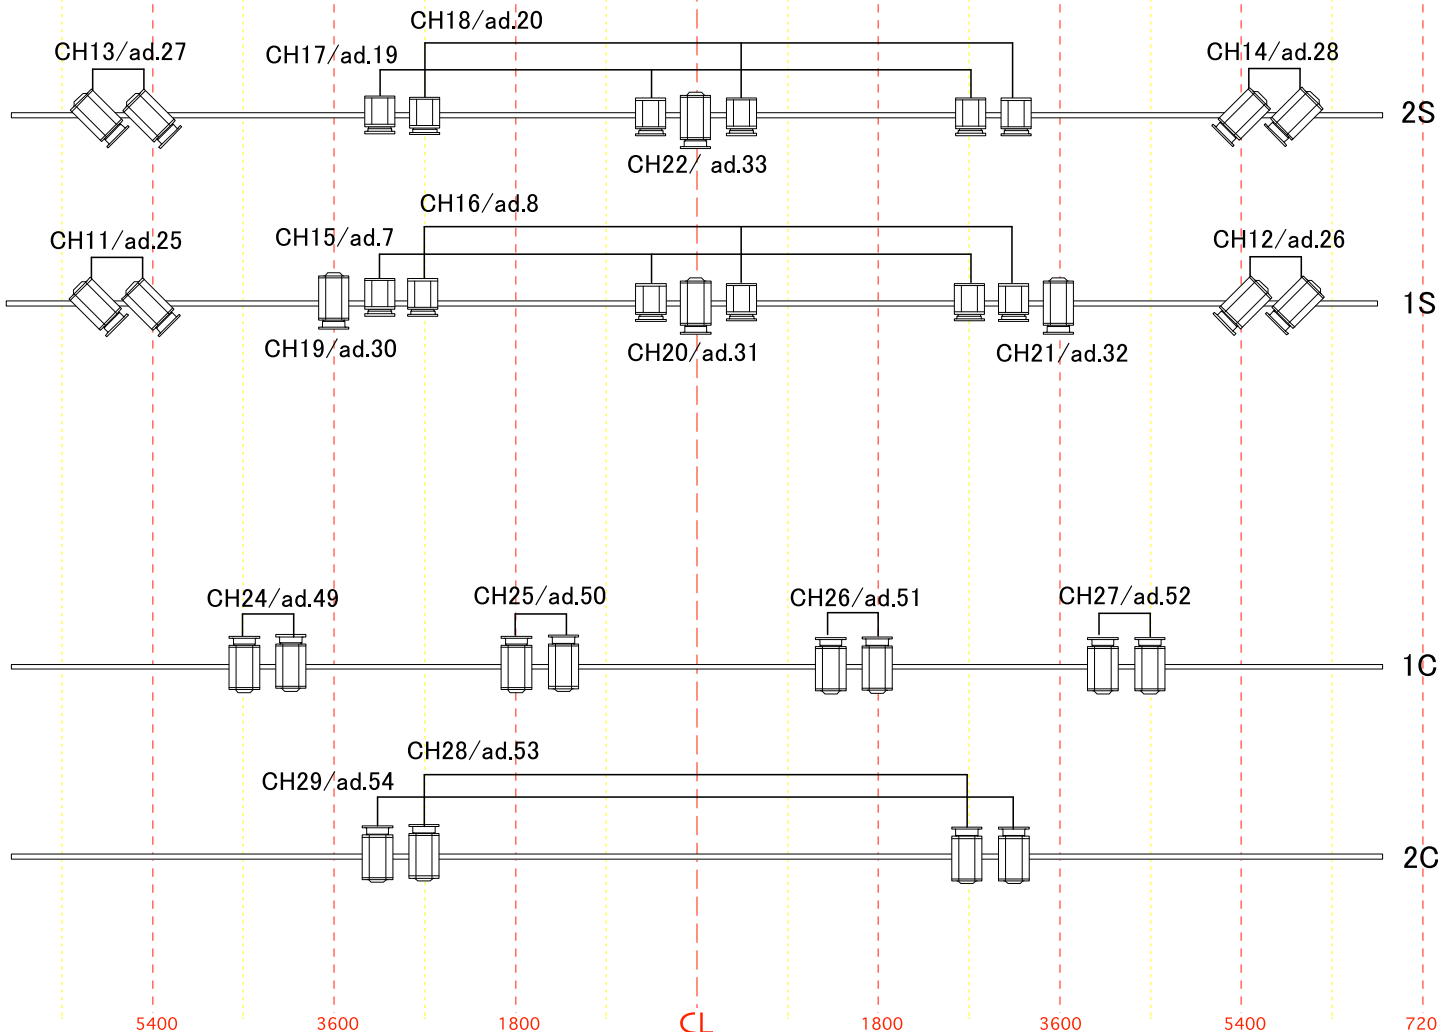 CH18/ad.20
CH13/ad.27
CH17/ad.19
CH14/ad.28
2S
CH22/ ad.33
CH16/ad.8
CH11/ad.25
CH15/ad.7
CH12/ad.26
1S
CH19/ad.30
CH20/ad.31
CH21/ad.32
CH24/ad.49
CH25/ad.50
CH26/ad.51
CH27/ad.52
1C
CH28/ad.53
CH29/ad.54
2C
5400
3600
1800
CL
1800
3600
5400
720